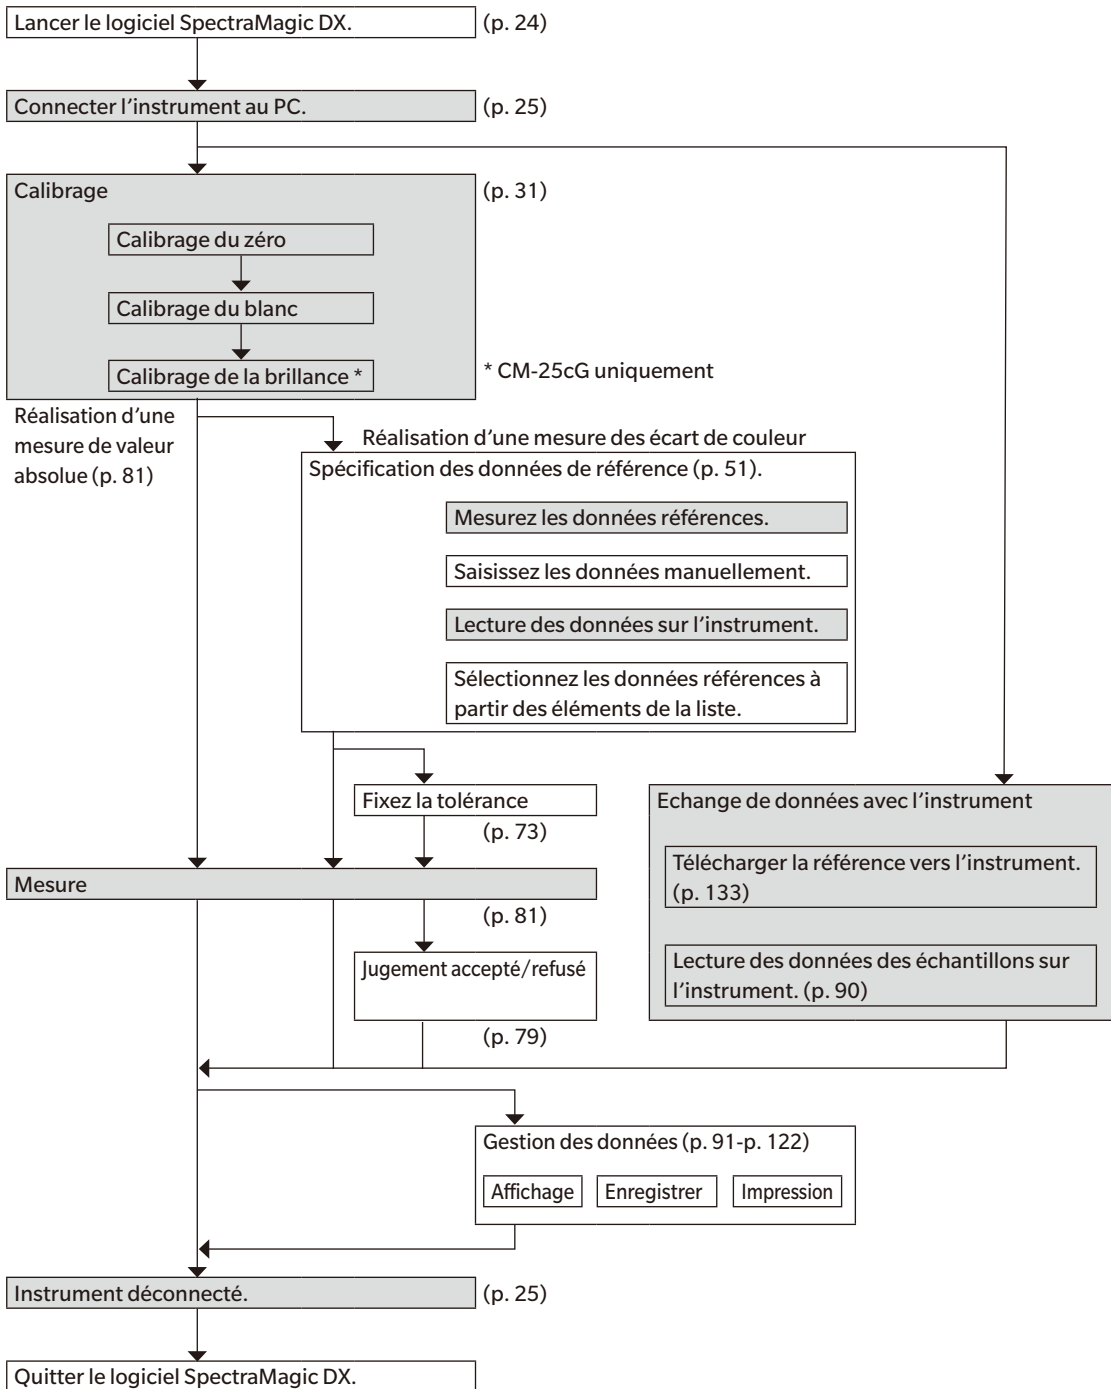 Lancer le logiciel SpectraMagic DX.
(p. 24)
Connecter l'instrument au PC.
(p. 25)
Calibrage
(p. 31)
Calibrage du zéro
Calibrage du blanc
Calibrage de la brillance *
* CM-25cG uniquement
Réalisation d'une
mesure de valeur
absolue (p. 81)
Réalisation d'une mesure des écart de couleur
Spécification des données de référence (p. 51).
Mesurez les données références.
Saisissez les données manuellement.
Lecture des données sur l'instrument.
Sélectionnez les données références à
partir des éléments de la liste.
Fixez la tolérance
(p. 73)
Echange de données avec l'instrument
Télécharger la référence vers l'instrument.
(p. 133)
Lecture des données des échantillons sur
l'instrument. (p. 90)
Mesure
(p. 81)
Jugement accepté/refusé
(p. 79)
Gestion des données (p. 91-p. 122)
Affichage
Enregistrer
Impression
Instrument déconnecté.
(p. 25)
Quitter le logiciel SpectraMagic DX.